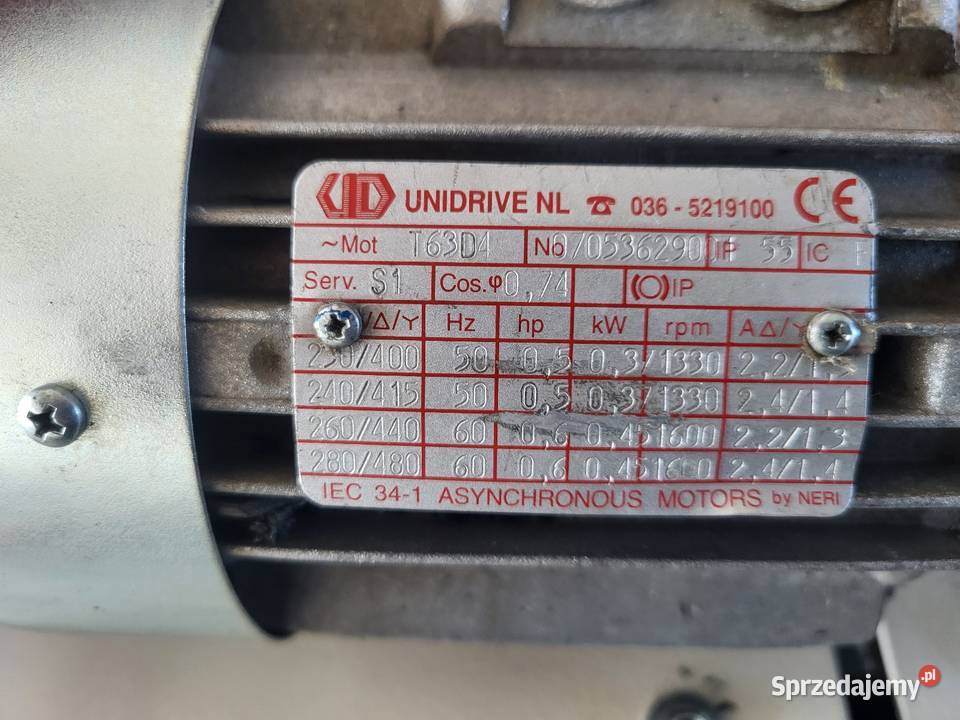 UD UNIDRIVE NL ☎ 036 - 5219100 CE
~Mot T63D4 No IP 55 IC F
Serv. S1 Cos.φ 0,74 IP
V∆/Y Hz hp kW rpm A∆/Y
230/400 50 0,5 0,37 1330 2,2/
240/415 50 0,5 0,37 1330 2,4/1,4
260/440 60 0,6 0,45 1600 2,2/1,3
280/480 60 0,6 0,45 1600 2,4/1,4
IEC 34-1 ASYNCHRONOUS MOTORS by NERI
Sprzedajemy.pl